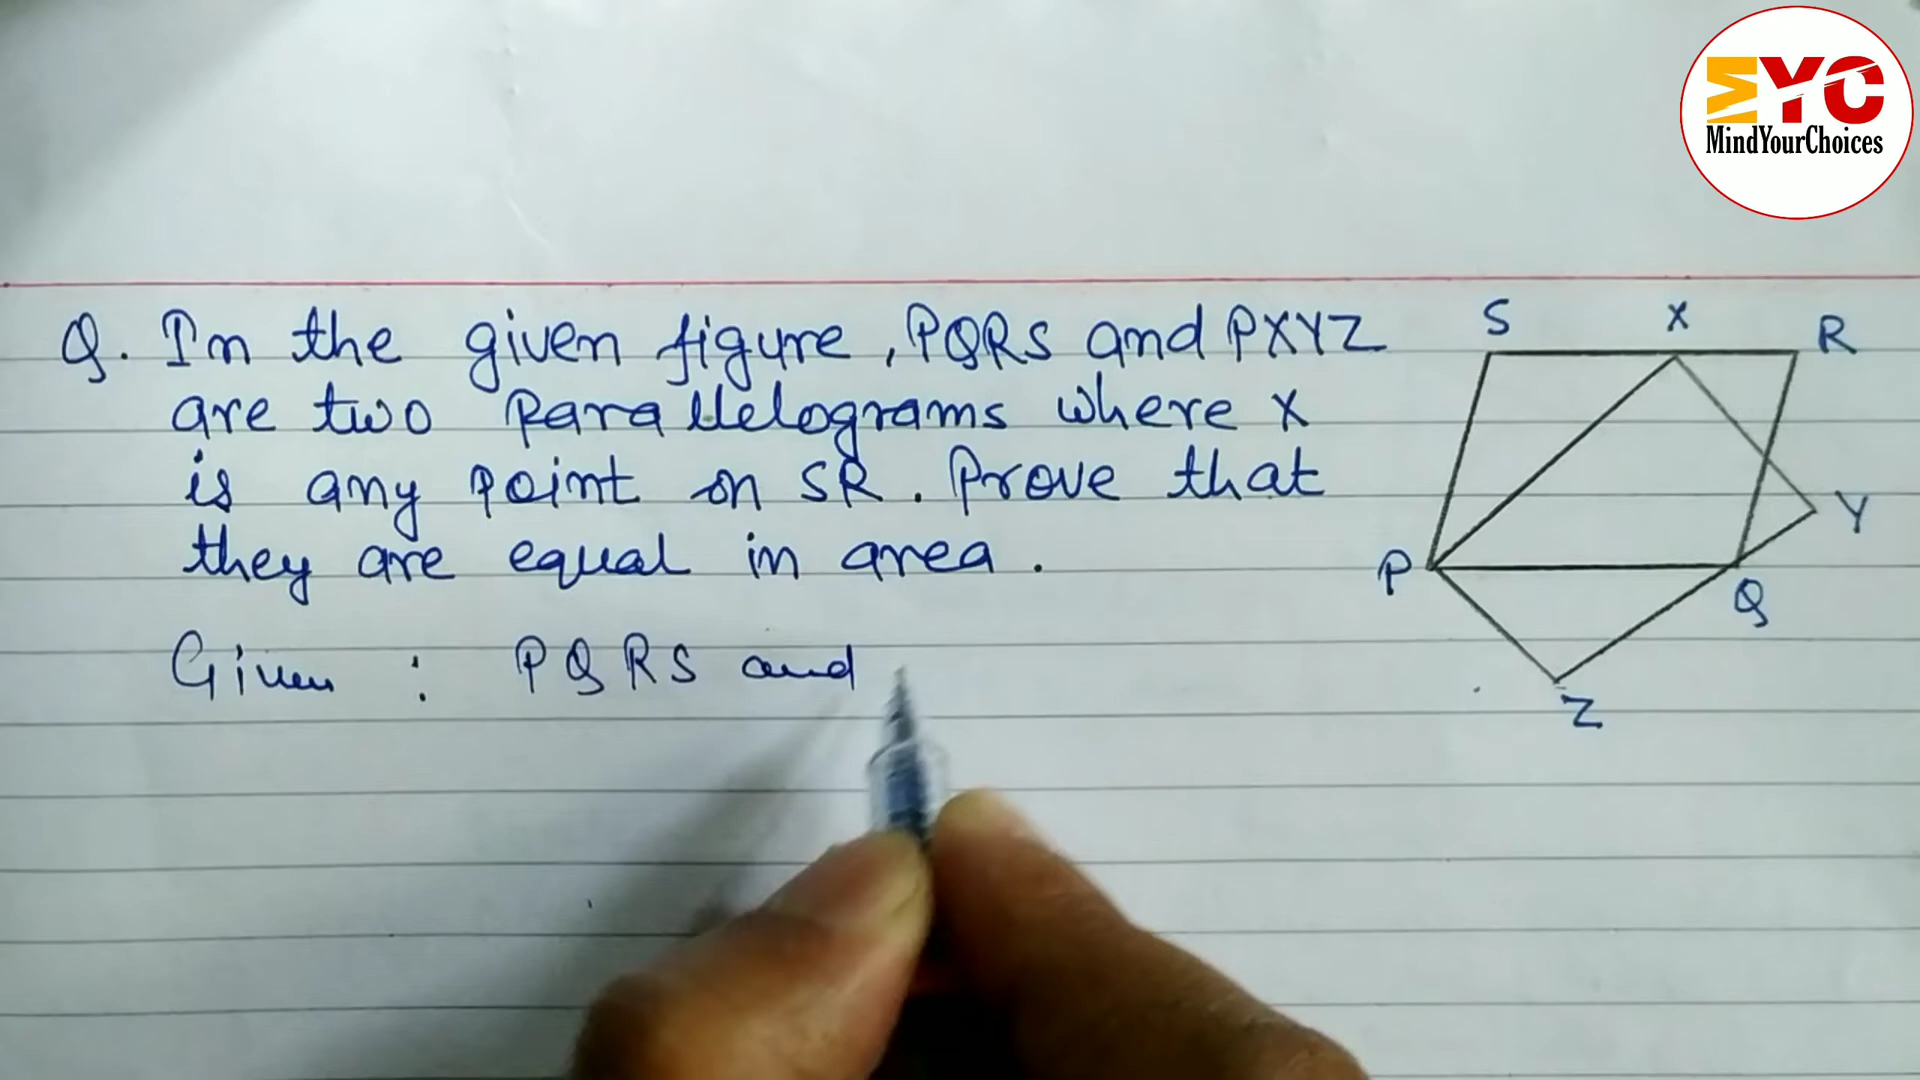 MYC
MindYourChoices
Q. In the given figure, PQRS and PXYZ
are two parallelograms where X
is any point on SR. Prove that
they are equal in area.
Given : PQRS and
S X R
Y
P Q
Z